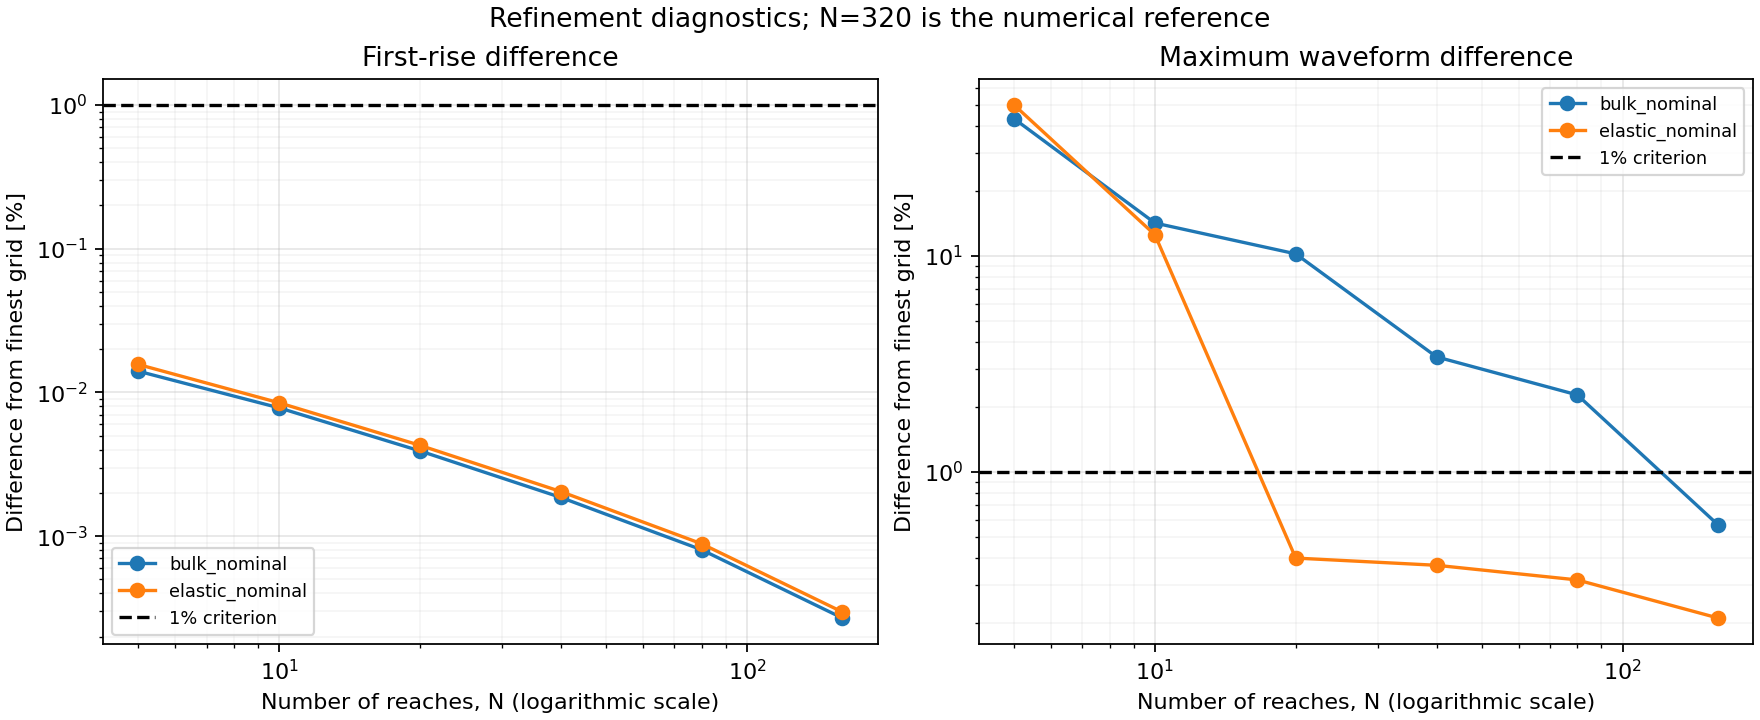 Refinement diagnostics; N=320 is the numerical reference
First-rise difference
Difference from finest grid [%]
10⁰
10⁻¹
10⁻²
10⁻³
bulk_nominal
elastic_nominal
1% criterion
10¹
10²
Number of reaches, N (logarithmic scale)
Maximum waveform difference
Difference from finest grid [%]
10¹
10⁰
bulk_nominal
elastic_nominal
1% criterion
10¹
10²
Number of reaches, N (logarithmic scale)